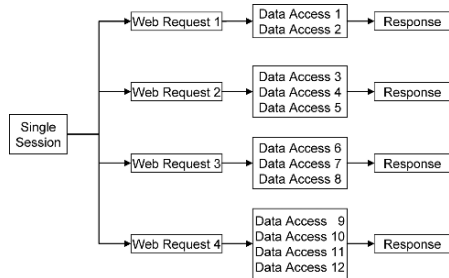 Single
Session
Web Request 1
Data Access 1
Data Access 2
Response
Web Request 2
Data Access 3
Data Access 4
Data Access 5
Response
Web Request 3
Data Access 6
Data Access 7
Data Access 8
Response
Web Request 4
Data Access 9
Data Access 10
Data Access 11
Data Access 12
Response